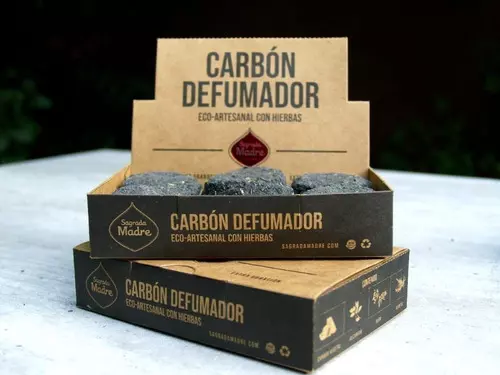 CARBÓN
DEFUMADOR
ECO-ARTESANAL CON HIERBAS
Sagrada
Madre
Sagrada
Madre
CARBÓN DEFUMADOR
ECO-ARTESANAL CON HIERBAS
SAGRADAMADRE.COM
Sagrada
Madre
CARBÓN DEFUMADOR
ECO-ARTESANAL CON HIERBAS
SAGRADAMADRE.COM
CONTIENE